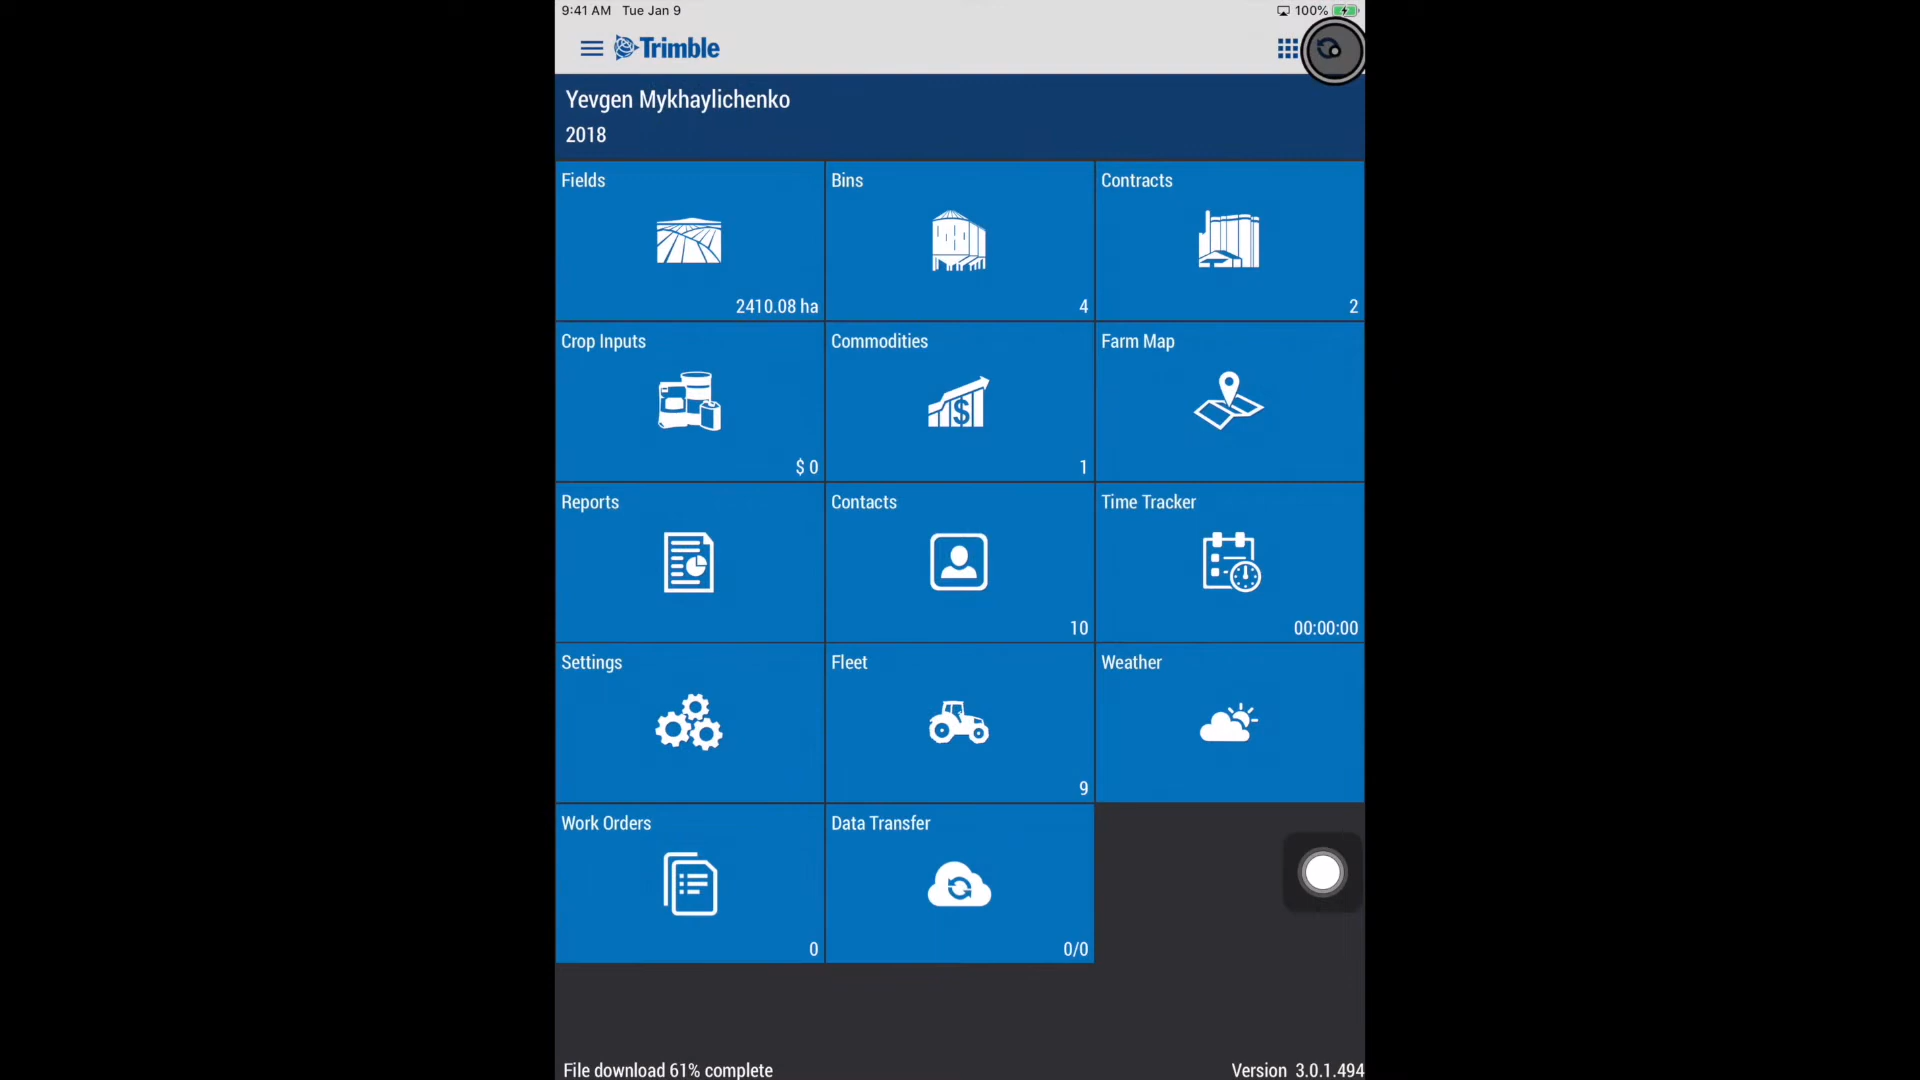 9:41 AM Tue Jan 9
100%
Trimble
Yevgen Mykhaylichenko
2018
Fields
2410.08 ha
Bins
4
Contracts
2
Crop Inputs
$ 0
Commodities
$
1
Farm Map
Reports
Contacts
10
Time Tracker
00:00:00
Settings
Fleet
9
Weather
Work Orders
0
Data Transfer
0/0
File download 61% complete
Version 3.0.1.494